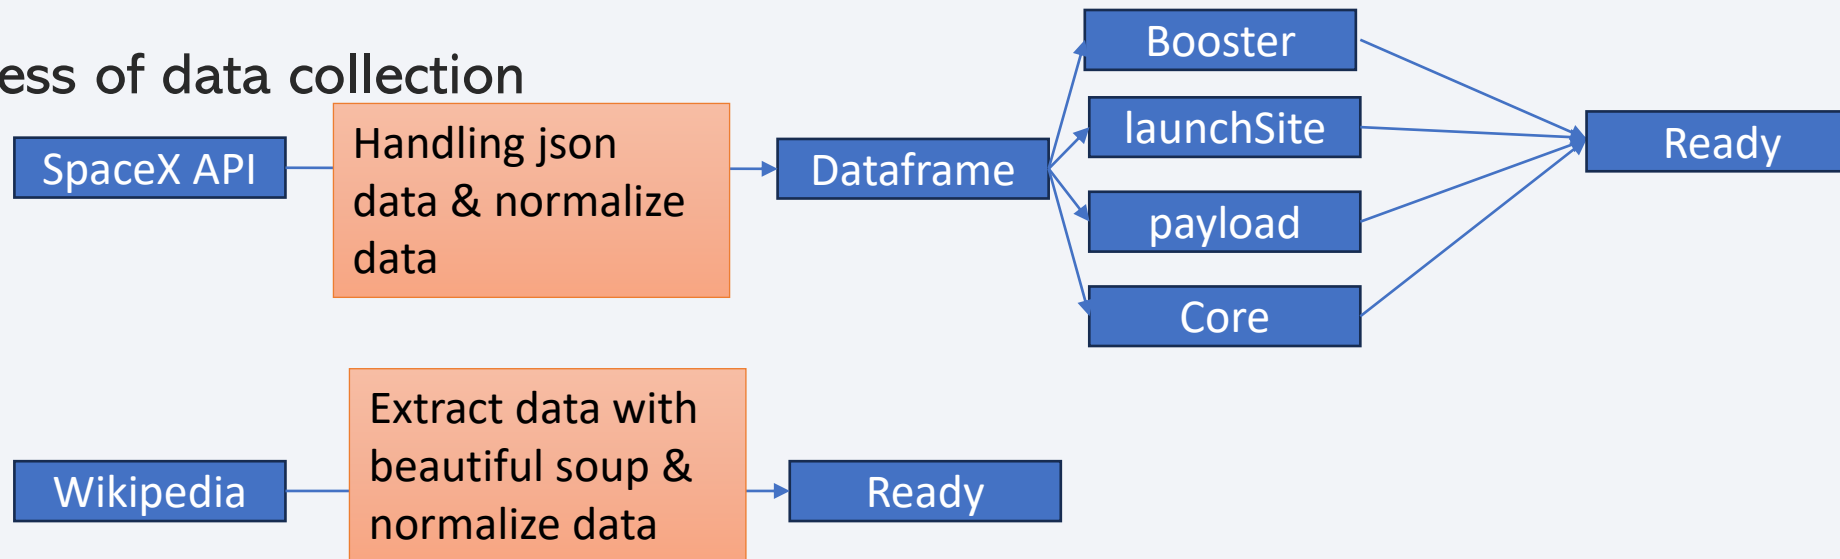 ess of data collection
SpaceX API
Handling json
data & normalize
data
Dataframe
Booster
launchSite
payload
Core
Ready
Wikipedia
Extract data with
beautiful soup &
normalize data
Ready